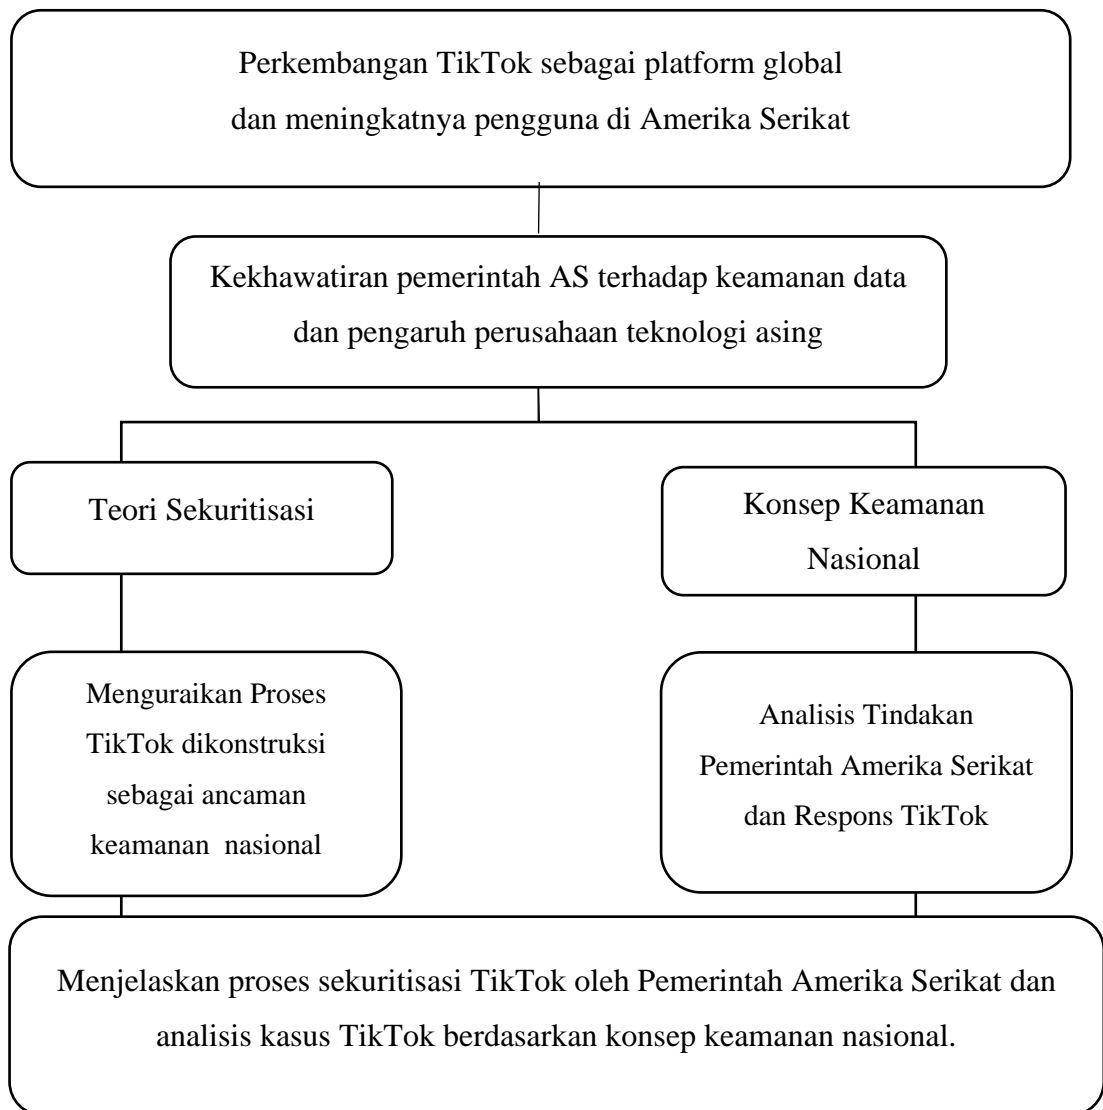 Perkembangan TikTok sebagai platform global
dan meningkatnya pengguna di Amerika Serikat
Kekhawatiran pemerintah AS terhadap keamanan data
dan pengaruh perusahaan teknologi asing
Teori Sekuritisasi
Konsep Keamanan
Nasional
Menguraikan Proses
TikTok dikonstruksi
sebagai ancaman
keamanan  nasional
Analisis Tindakan
Pemerintah Amerika Serikat
dan Respons TikTok
Menjelaskan proses sekuritisasi TikTok oleh Pemerintah Amerika Serikat dan
analisis kasus TikTok berdasarkan konsep keamanan nasional.